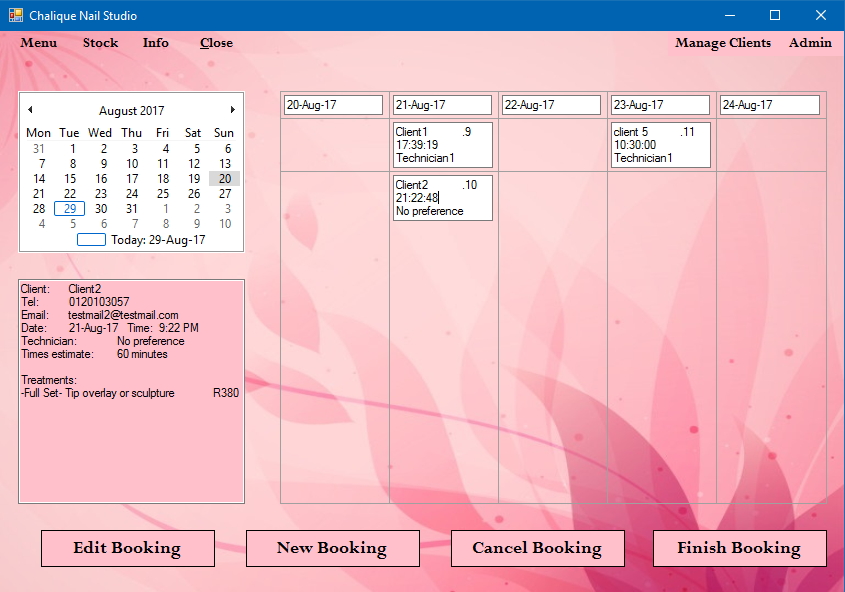 Chalique Nail Studio
Menu Stock Info Close Manage Clients Admin
August 2017
Mon Tue Wed Thu Fri Sat Sun
31 1 2 3 4 5 6
7 8 9 10 11 12 13
14 15 16 17 18 19 20
21 22 23 24 25 26 27
28 29 30 31 1 2 3
4 5 6 7 8 9 10
Today: 29-Aug-17
20-Aug-17 21-Aug-17 22-Aug-17 23-Aug-17 24-Aug-17
Client1 .9
17:39:19
Technician1
client 5 .11
10:30:00
Technician1
Client2 .10
21:22:48
No preference
Client: Client2
Tel: 0120103057
Email: testmail2@testmail.com
Date: 21-Aug-17 Time: 9:22 PM
Technician: No preference
Times estimate: 60 minutes
Treatments:
-Full Set- Tip overlay or sculpture R380
Edit Booking New Booking Cancel Booking Finish Booking